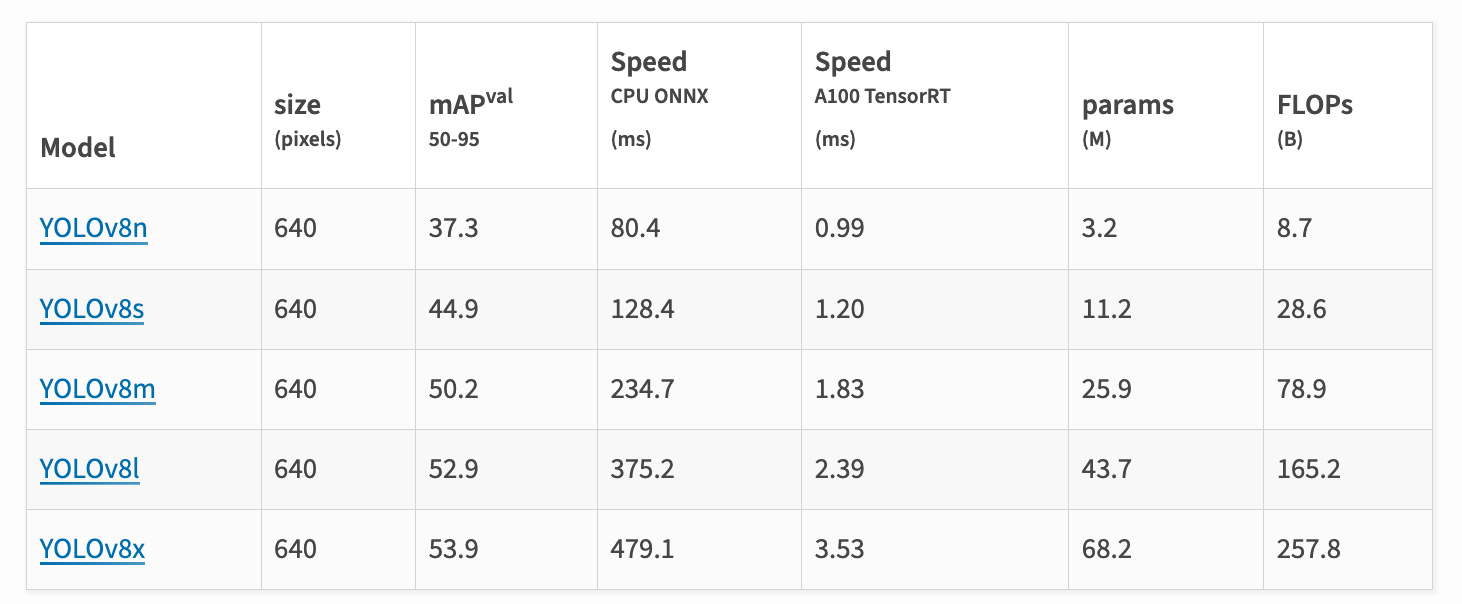 Model size (pixels) mAPval 50-95 Speed CPU ONNX (ms) Speed A100 TensorRT (ms) params (M) FLOPs (B)
YOLOv8n 640 37.3 80.4 0.99 3.2 8.7
YOLOv8s 640 44.9 128.4 1.20 11.2 28.6
YOLOv8m 640 50.2 234.7 1.83 25.9 78.9
YOLOv8l 640 52.9 375.2 2.39 43.7 165.2
YOLOv8x 640 53.9 479.1 3.53 68.2 257.8